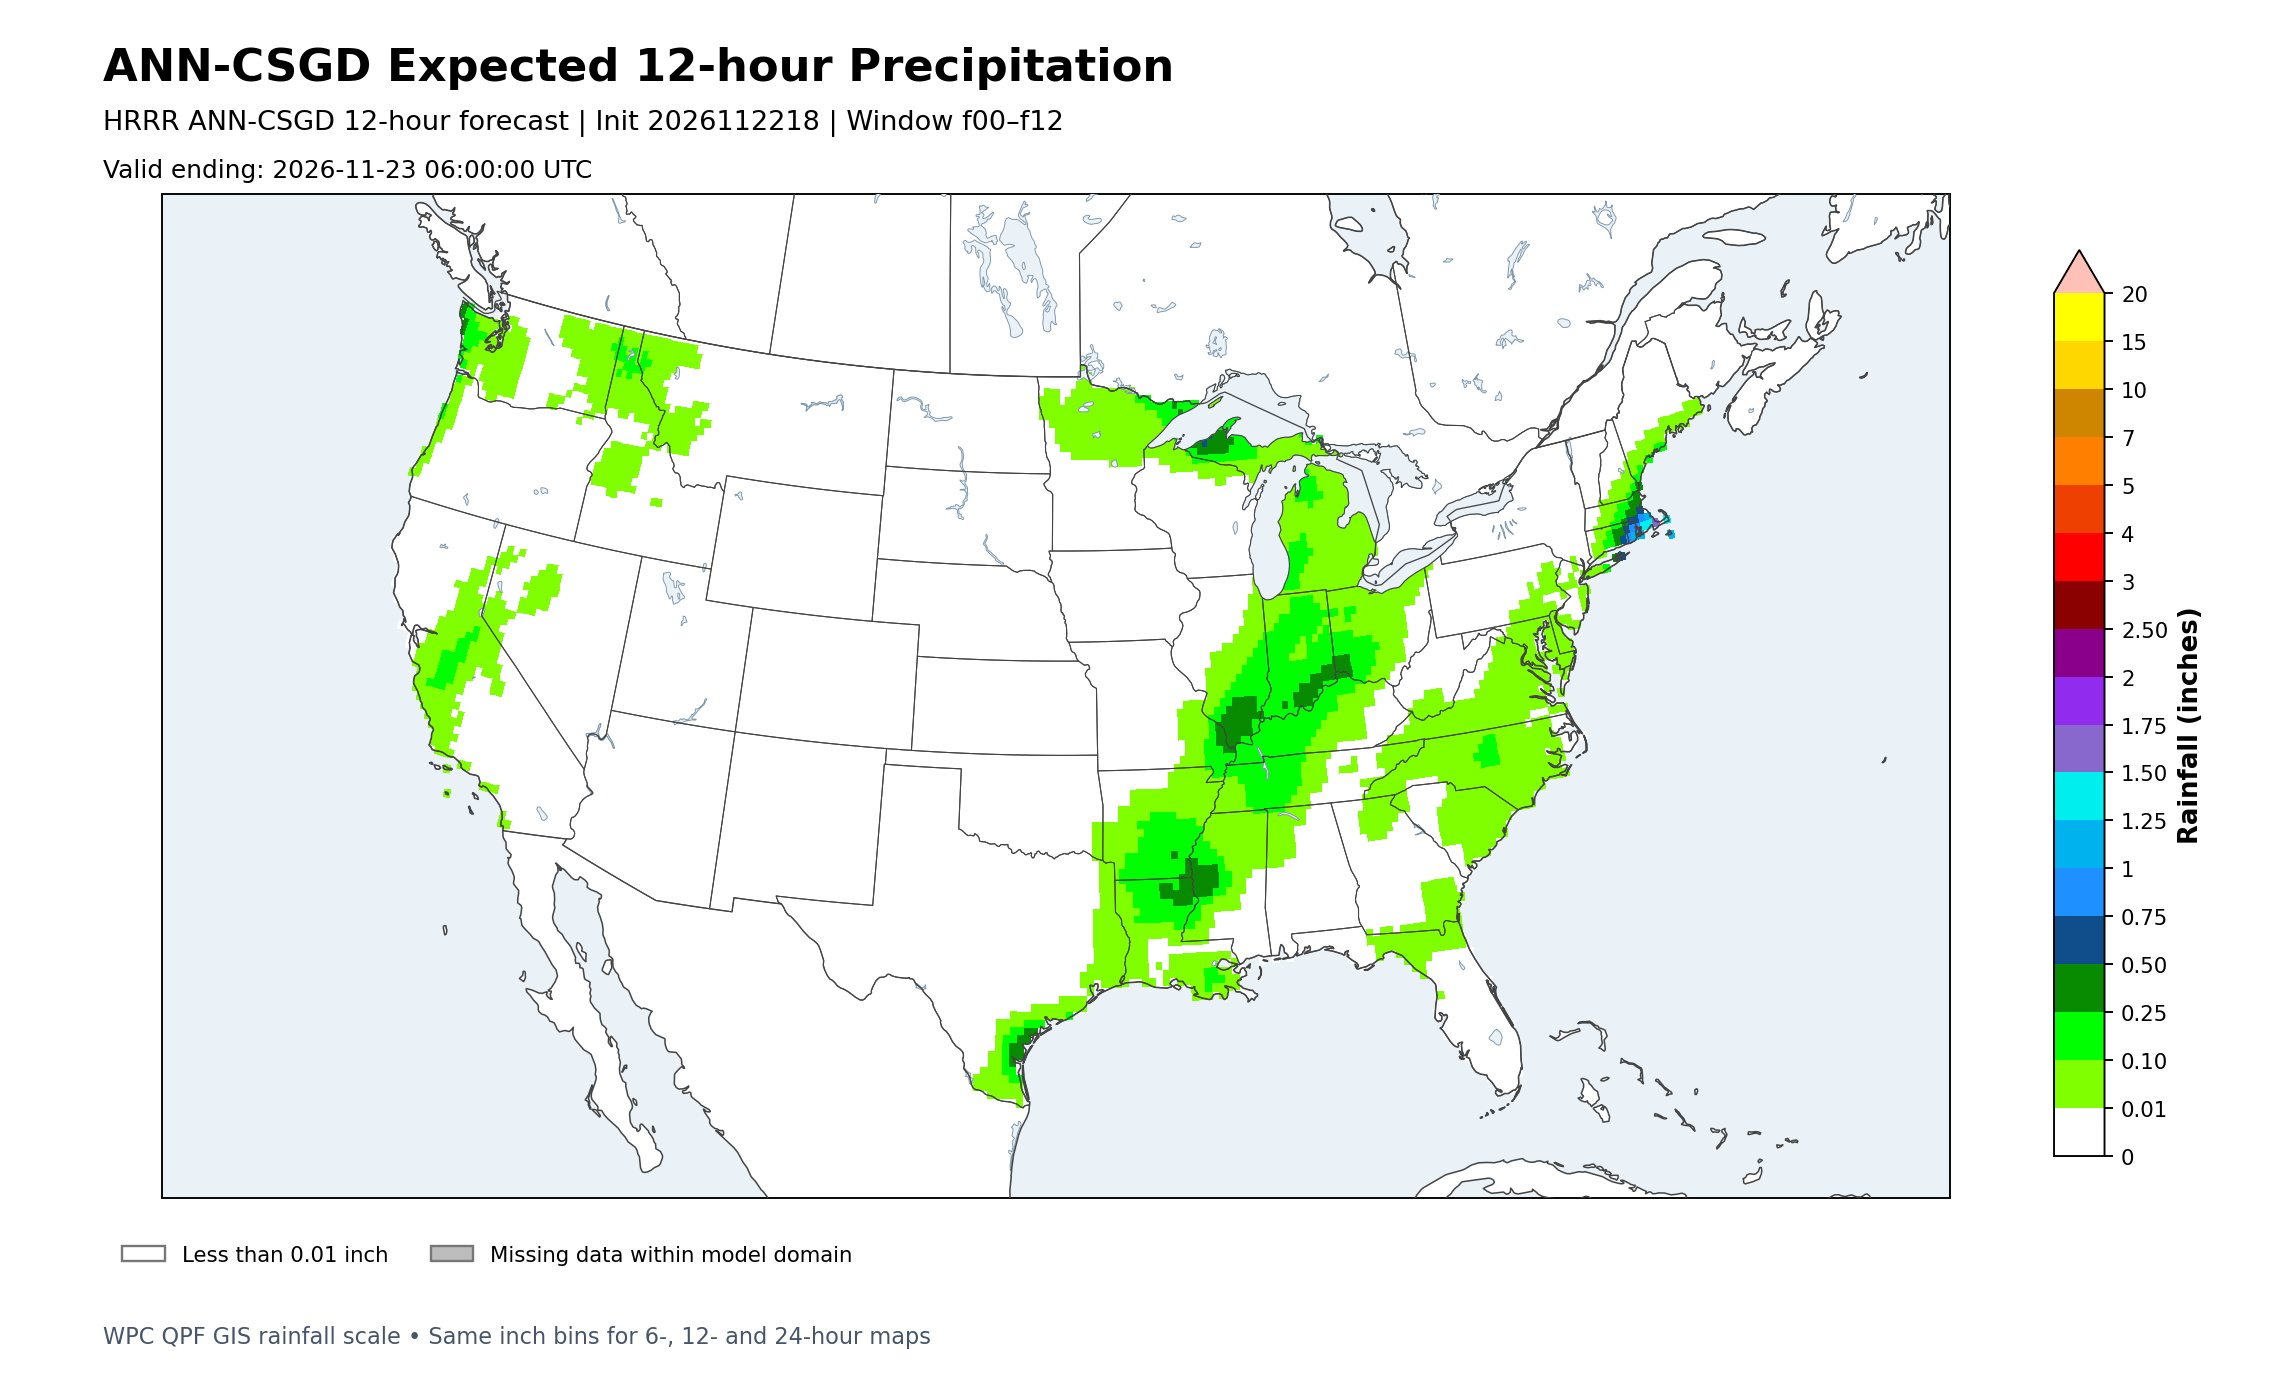 ANN-CSGD Expected 12-hour Precipitation
HRRR ANN-CSGD 12-hour forecast | Init 2026112218 | Window f00–f12
Valid ending: 2026-11-23 06:00:00 UTC
20
15
10
7
5
4
3
2.50
2
1.75
1.50
1.25
1
0.75
0.50
0.25
0.10
0.01
0
Rainfall (inches)
Less than 0.01 inch
Missing data within model domain
WPC QPF GIS rainfall scale • Same inch bins for 6-, 12- and 24-hour maps